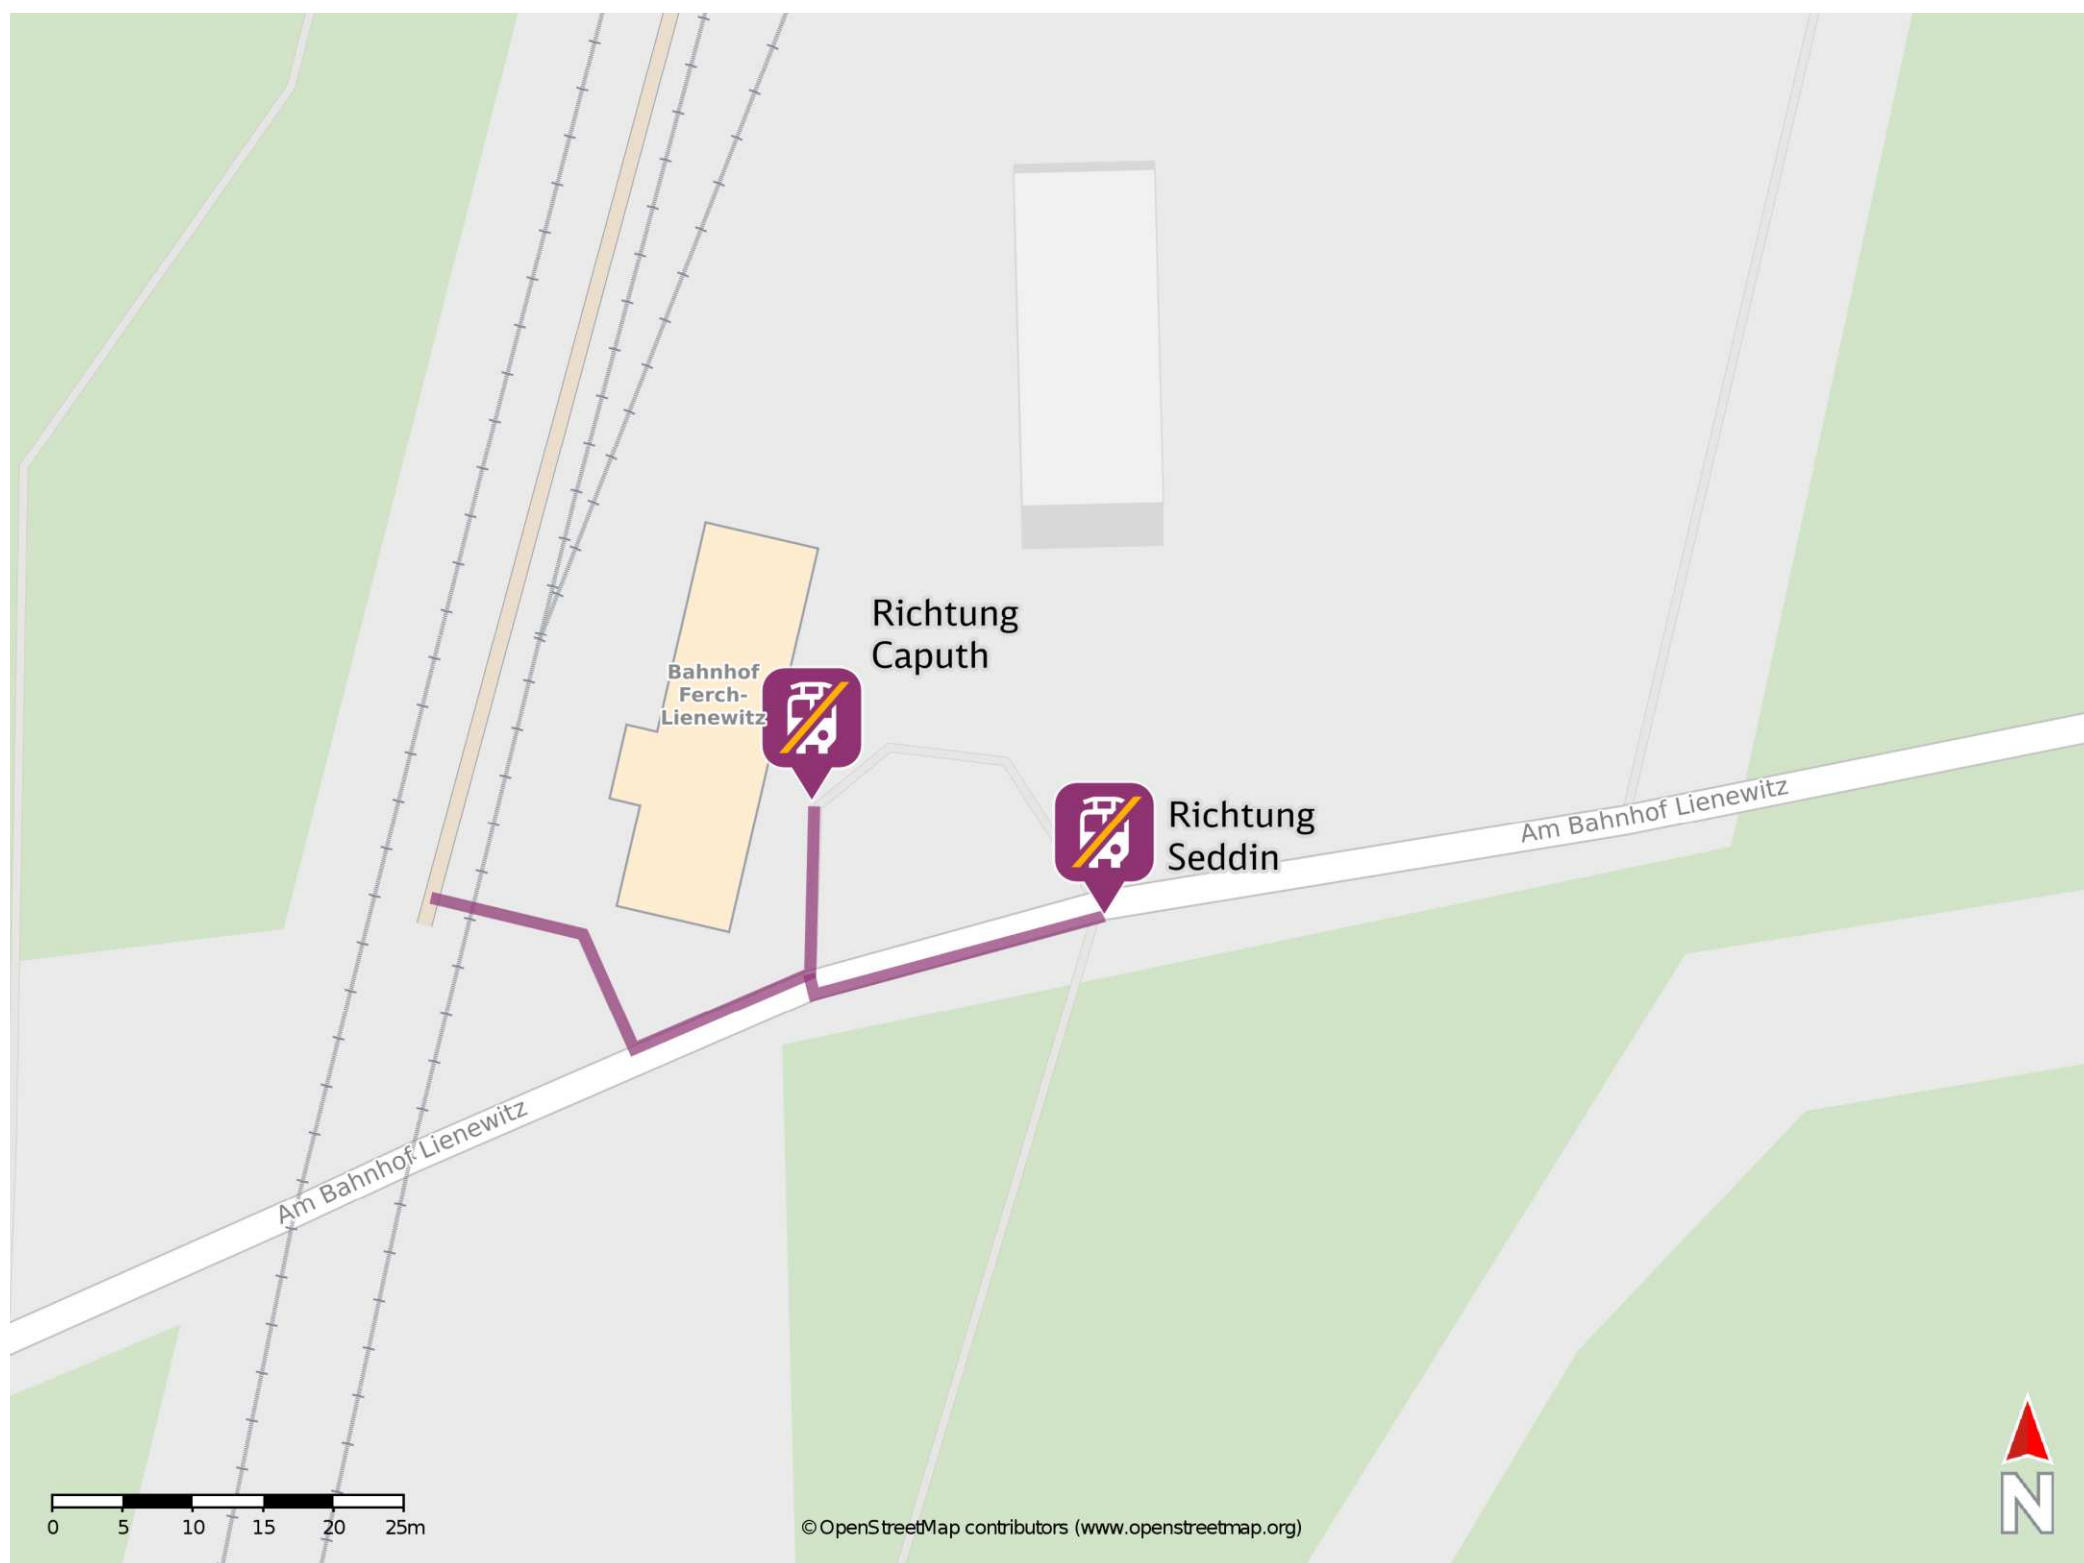 Richtung
Caputh
Bahnhof
Ferch-
Lienewitz
Richtung
Seddin
Am Bahnhof Lienewitz
Am Bahnhof Lienewitz
0 5 10 15 20 25m
© OpenStreetMap contributors (www.openstreetmap.org)
N